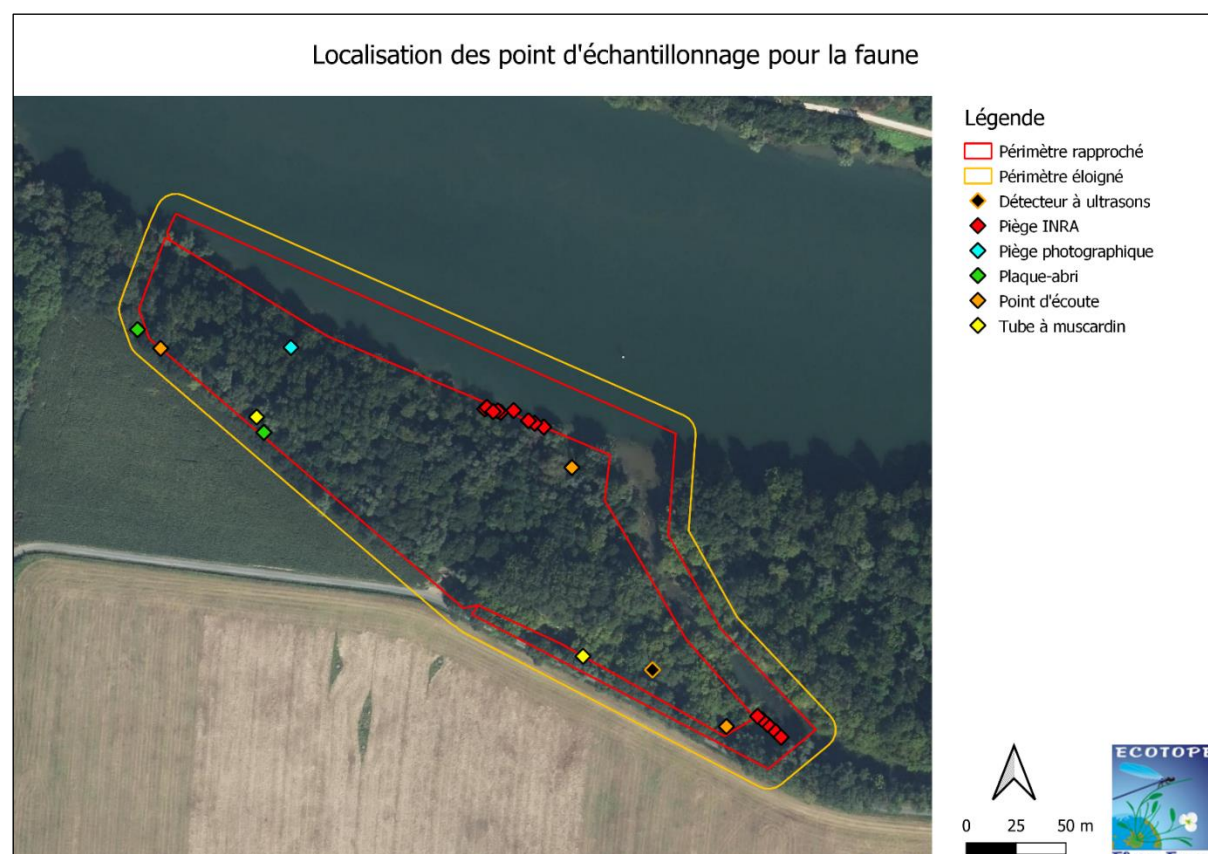 Localisation des point d'échantillonnage pour la faune
Légende
Périmètre rapproché
Périmètre éloigné
Détecteur à ultrasons
Piège INRA
Piège photographique
Plaque-abri
Point d'écoute
Tube à muscardin
ECOTOPE
0 25 50 m